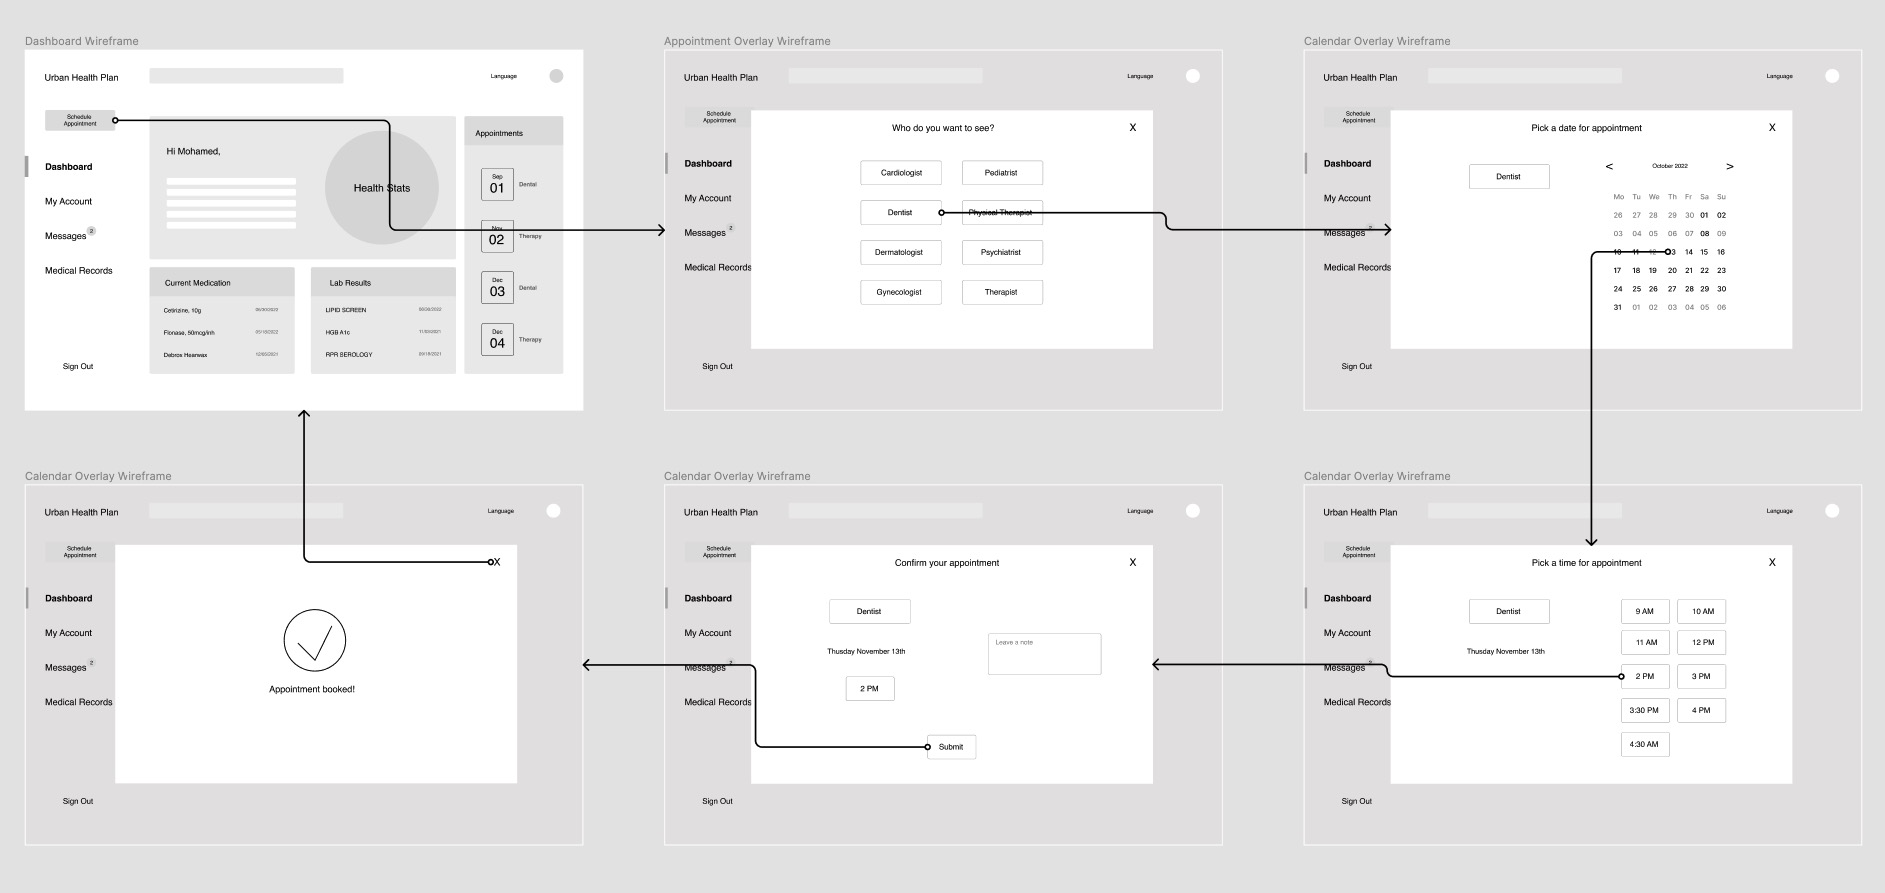 Dashboard Wireframe
Urban Health Plan
Language
Schedule
Appointment
Dashboard
My Account
Messages 2
Medical Records
Sign Out
Hi Mohamed,
Health Stats
Appointments
Sep
01
Dental
Nov
02
Therapy
Dec
03
Dental
Dec
04
Therapy
Current Medication
Cetirizine, 10g
Flonase, 50mcg/inh
Debrox Hearwax
Lab Results
LIPID SCREEN
HGB A1c
RPR SEROLOGY
Appointment Overlay Wireframe
Urban Health Plan
Language
Schedule
Appointment
Dashboard
My Account
Messages 2
Medical Records
Sign Out
Who do you want to see?
X
Cardiologist
Pediatrist
Dentist
Physical Therapist
Dermatologist
Psychiatrist
Gynecologist
Therapist
Calendar Overlay Wireframe
Urban Health Plan
Language
Schedule
Appointment
Dashboard
My Account
Messages 2
Medical Records
Sign Out
Pick a date for appointment
X
Dentist
< October 2022 >
Mo Tu We Th Fr Sa Su
26 27 28 29 30 01 02
03 04 05 06 07 08 09
10 11 12 13 14 15 16
17 18 19 20 21 22 23
24 25 26 27 28 29 30
31 01 02 03 04 05 06
Calendar Overlay Wireframe
Urban Health Plan
Language
Schedule
Appointment
Dashboard
My Account
Messages 2
Medical Records
Sign Out
X
Appointment booked!
Calendar Overlay Wireframe
Urban Health Plan
Language
Schedule
Appointment
Dashboard
My Account
Messages 2
Medical Records
Sign Out
Confirm your appointment
X
Dentist
Thusday November 13th
2 PM
Leave a note
Submit
Calendar Overlay Wireframe
Urban Health Plan
Language
Schedule
Appointment
Dashboard
My Account
Messages 2
Medical Records
Sign Out
Pick a time for appointment
X
Dentist
Thusday November 13th
9 AM
10 AM
11 AM
12 PM
2 PM
3 PM
3:30 PM
4 PM
4:30 AM